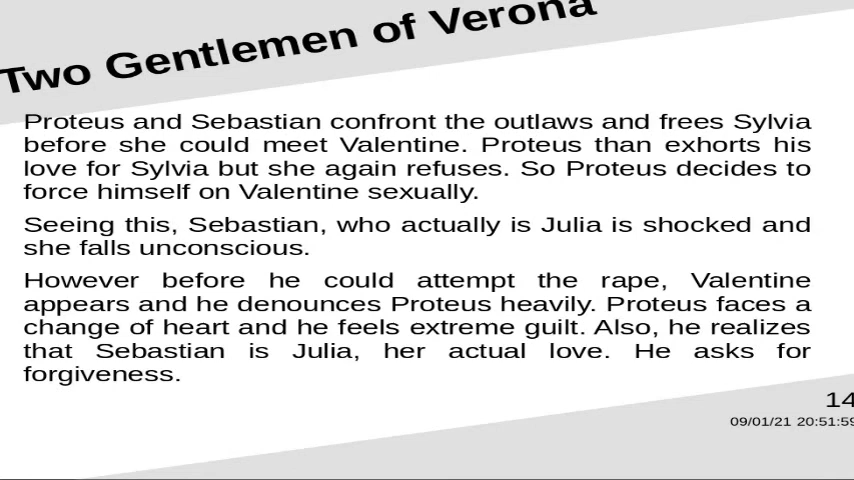 Two Gentlemen of Verona
Proteus and Sebastian confront the outlaws and frees Sylvia
before she could meet Valentine. Proteus than exhorts his
love for Sylvia but she again refuses. So Proteus decides to
force himself on Valentine sexually.
Seeing this, Sebastian, who actually is Julia is shocked and
she falls unconscious.
However before he could attempt the rape, Valentine
appears and he denounces Proteus heavily. Proteus faces a
change of heart and he feels extreme guilt. Also, he realizes
that Sebastian is Julia, her actual love. He asks for
forgiveness.
14
09/01/21 20:51:59